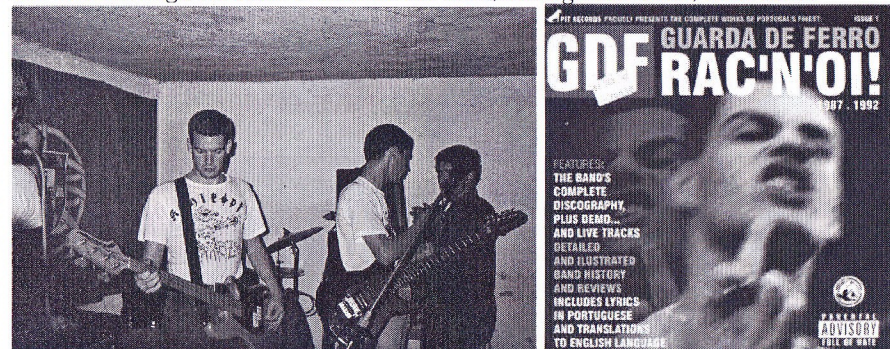 PIT RECORDS PROUDLY PRESENTS THE COMPLETE WORKS OF PORTUGAL'S FINEST:
ISSUE 1
GDF
GUARDA DE FERRO
RAC'N'OI!
1987 . 1992
FEATURES:
THE BAND'S
COMPLETE
DISCOGRAPHY,
PLUS DEMO...
AND LIVE TRACKS
DETAILED
AND ILUSTRATED
BAND HISTORY
AND REVIEWS
INCLUDES LYRICS
IN PORTUGUESE
AND TRANSLATIONS
TO ENGLISH LANGUAGE
PARENTAL
ADVISORY
FULL OF HATE